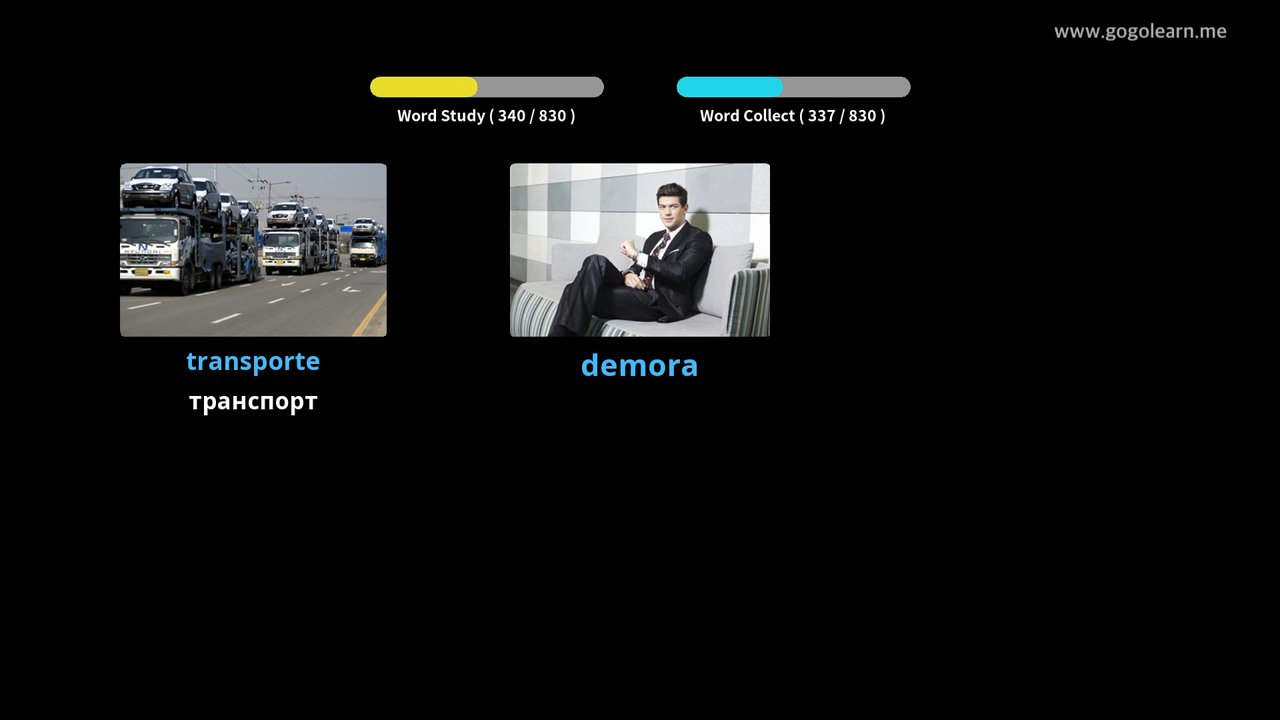 www.gogolearn.me
Word Study ( 340 / 830 )
Word Collect ( 337 / 830 )
transporte
транспорт
demora